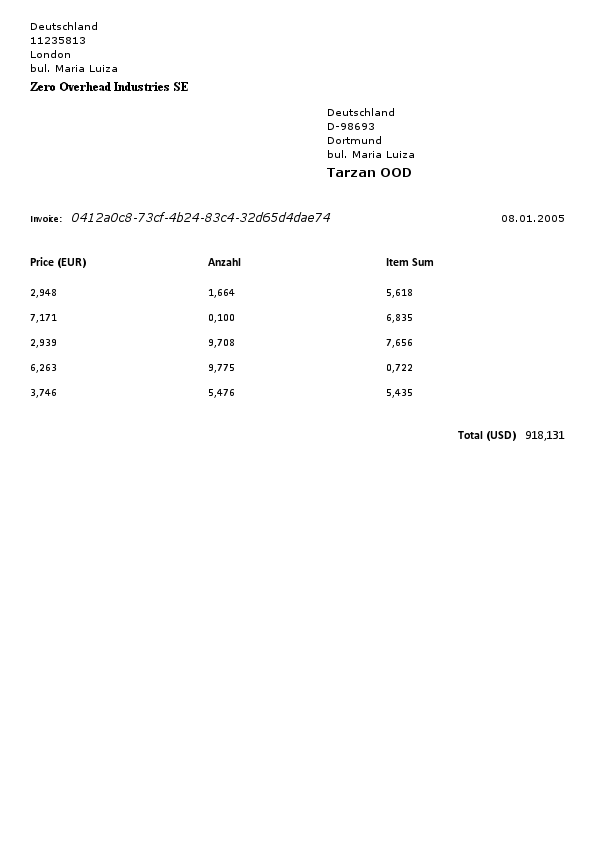 Deutschland
11235813
London
bul. Maria Luiza
Zero Overhead Industries SE
Deutschland
D-98693
Dortmund
bul. Maria Luiza
Tarzan OOD
Invoice: 0412a0c8-73cf-4b24-83c4-32d65d4dae74 08.01.2005
Price (EUR) Anzahl Item Sum
2,948 1,664 5,618
7,171 0,100 6,835
2,939 9,708 7,656
6,263 9,775 0,722
3,746 5,476 5,435
Total (USD) 918,131